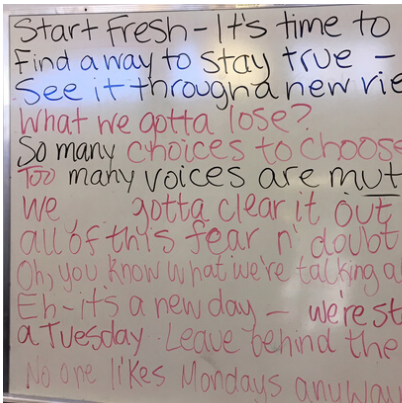 Start Fresh - It's time to
Find a way to stay true -
See it through a new vie
What we gotta lose?
So many choices to choose
Too many voices are mut
We gotta clear it out
all of this fear n' doubt
Oh, you know what we're talking a
Eh - it's a new day - we're st
a Tuesday. Leave behind the
No one likes Mondays anyway